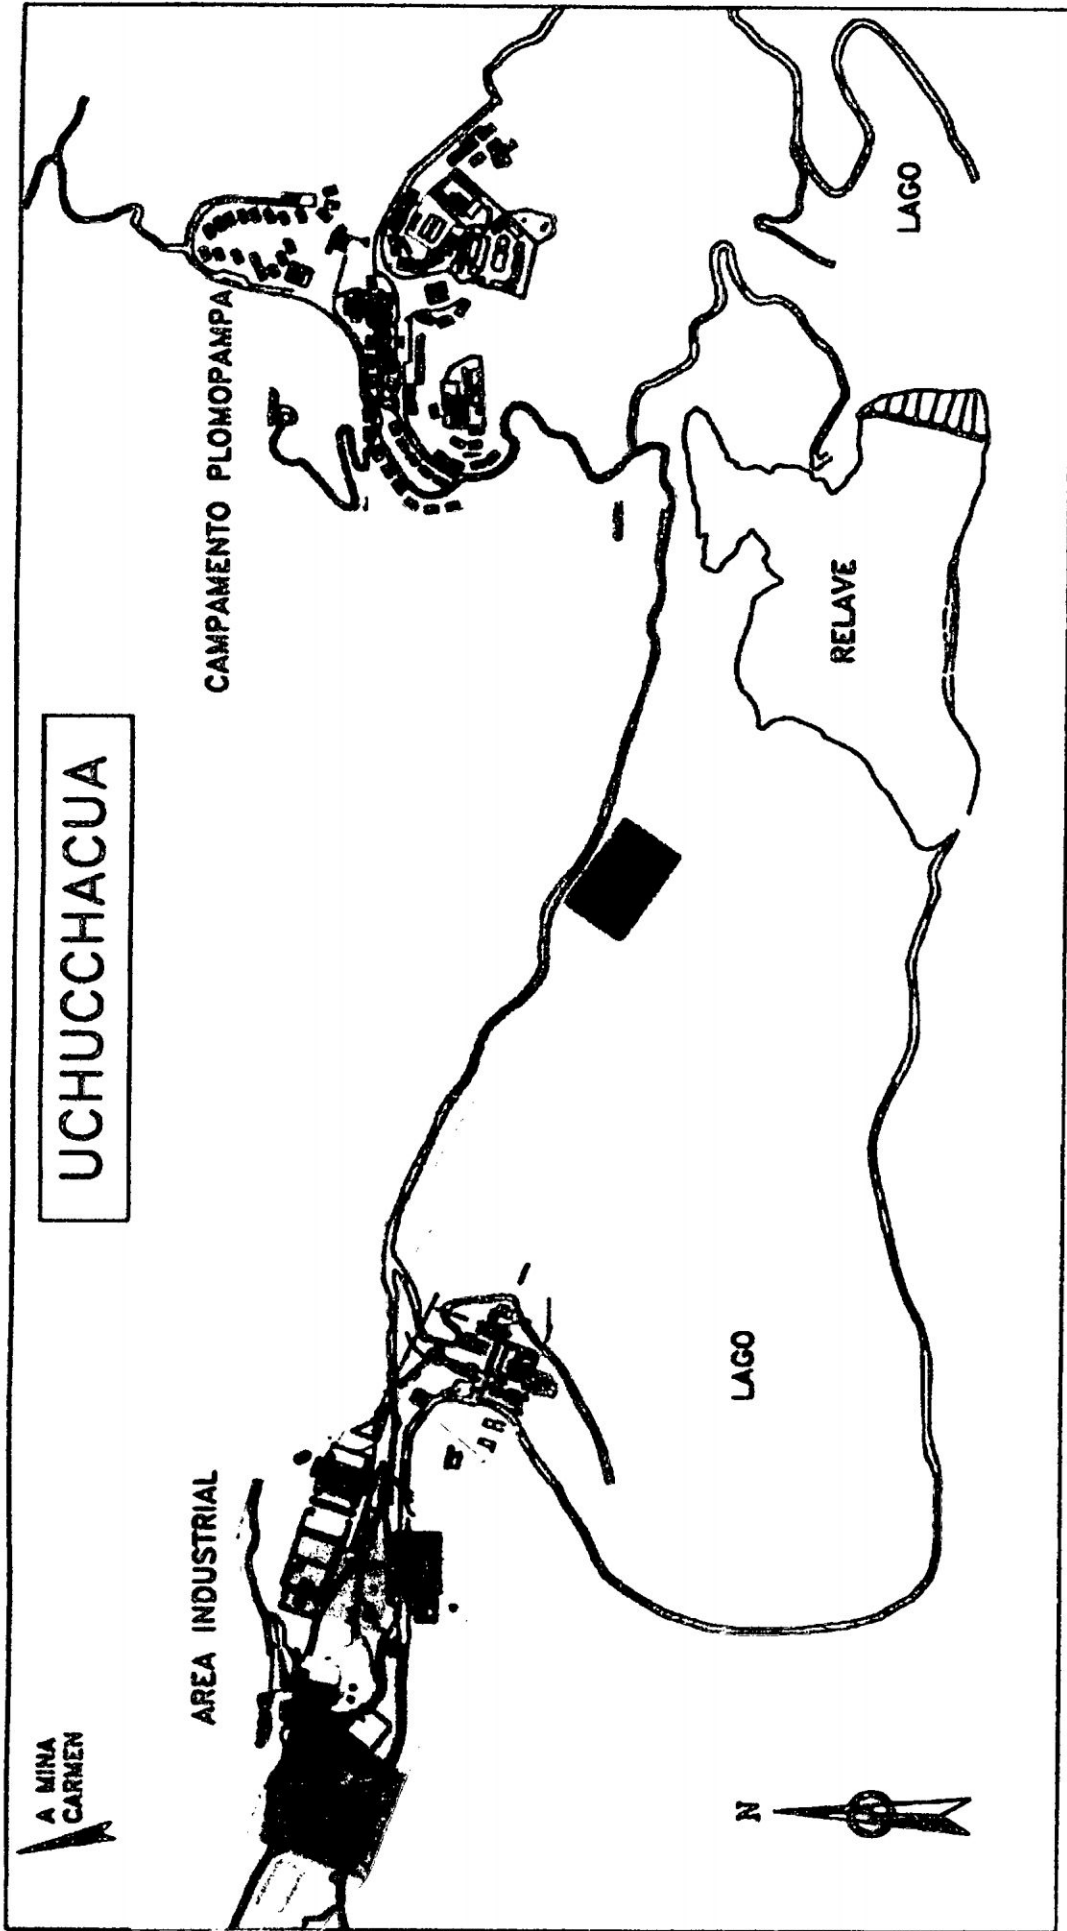 UCHUCCHACUA
A MINA
CARMEN
AREA INDUSTRIAL
CAMPAMENTO PLOMOPAMPA
LAGO
RELAVE
LAGO
N